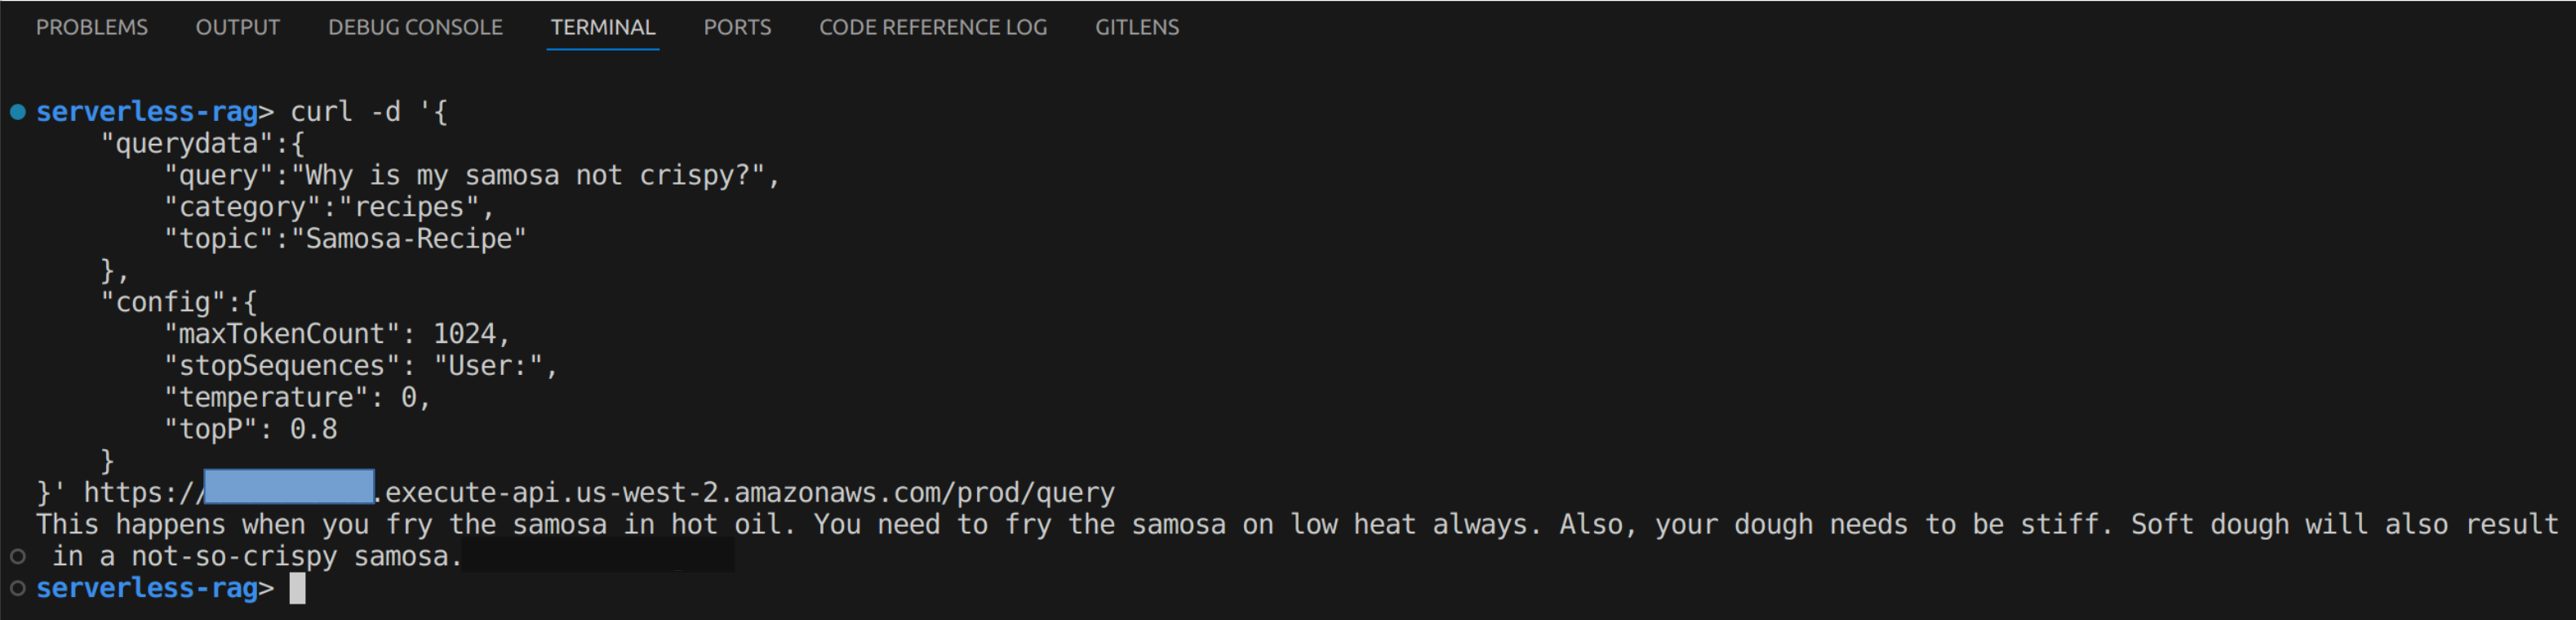 PROBLEMS OUTPUT DEBUG CONSOLE TERMINAL PORTS CODE REFERENCE LOG GITLENS
serverless-rag> curl -d '{
    "querydata":{
        "query":"Why is my samosa not crispy?",
        "category":"recipes",
        "topic":"Samosa-Recipe"
    },
    "config":{
        "maxTokenCount": 1024,
        "stopSequences": "User:",
        "temperature": 0,
        "topP": 0.8
    }
}' https://.execute-api.us-west-2.amazonaws.com/prod/query
This happens when you fry the samosa in hot oil. You need to fry the samosa on low heat always. Also, your dough needs to be stiff. Soft dough will also result
 in a not-so-crispy samosa.
serverless-rag>